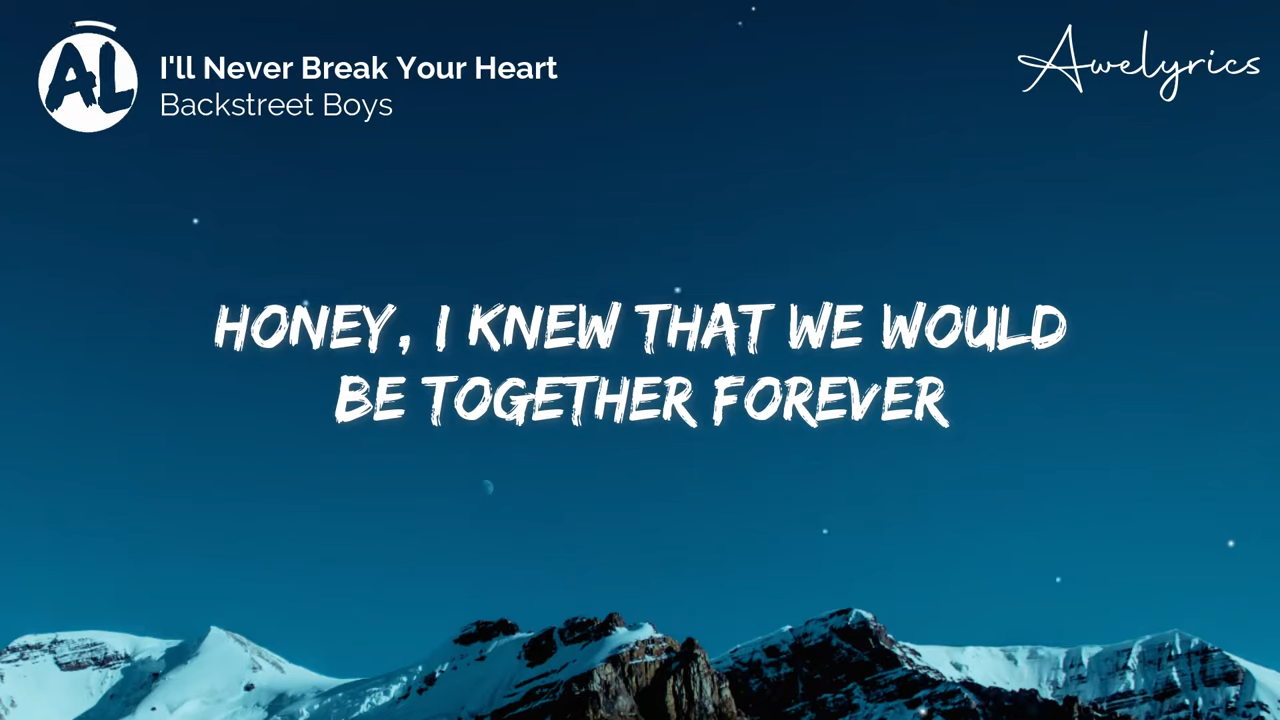 AL
I'll Never Break Your Heart
Backstreet Boys
Awelyrics
HONEY, I KNEW THAT WE WOULD
BE TOGETHER FOREVER